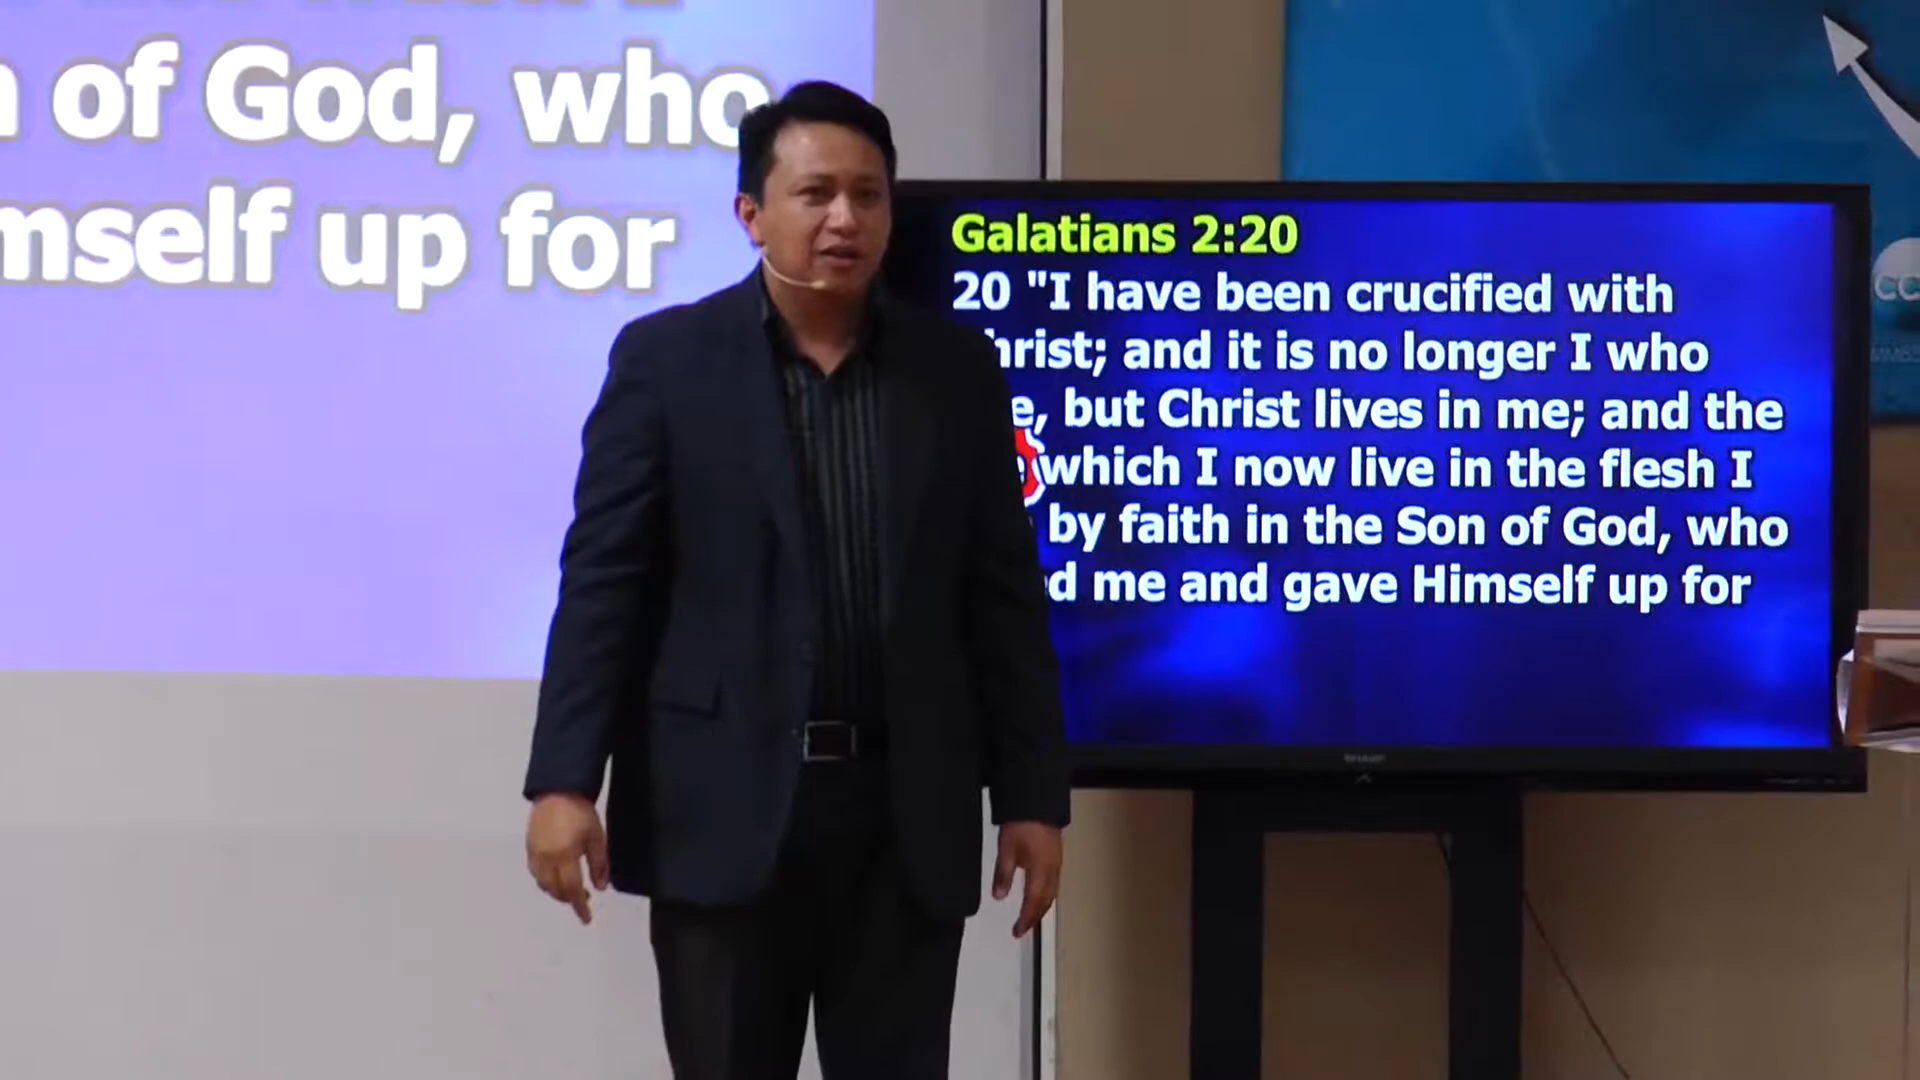 of God, who
mself up for
Galatians 2:20
20 "I have been crucified with
hrist; and it is no longer I who
e, but Christ lives in me; and the
which I now live in the flesh I
by faith in the Son of God, who
d me and gave Himself up for
SHARP
CC